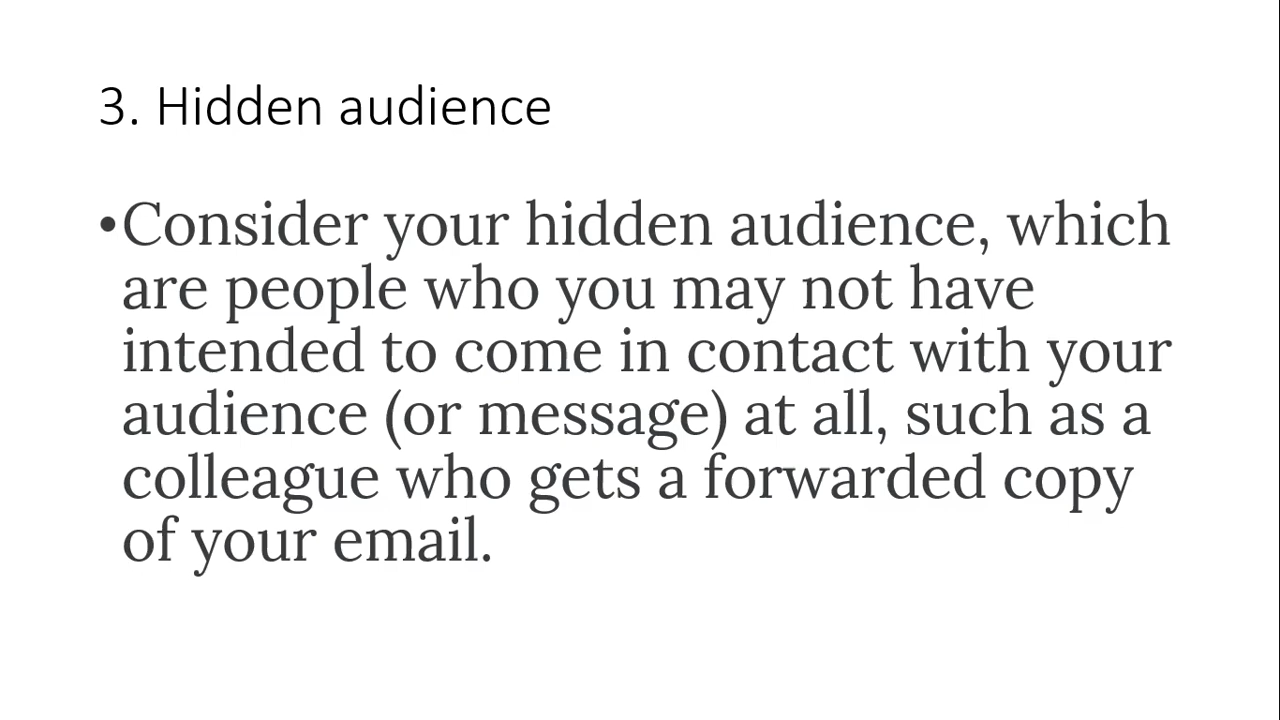 3. Hidden audience
•Consider your hidden audience, which
are people who you may not have
intended to come in contact with your
audience (or message) at all, such as a
colleague who gets a forwarded copy
of your email.